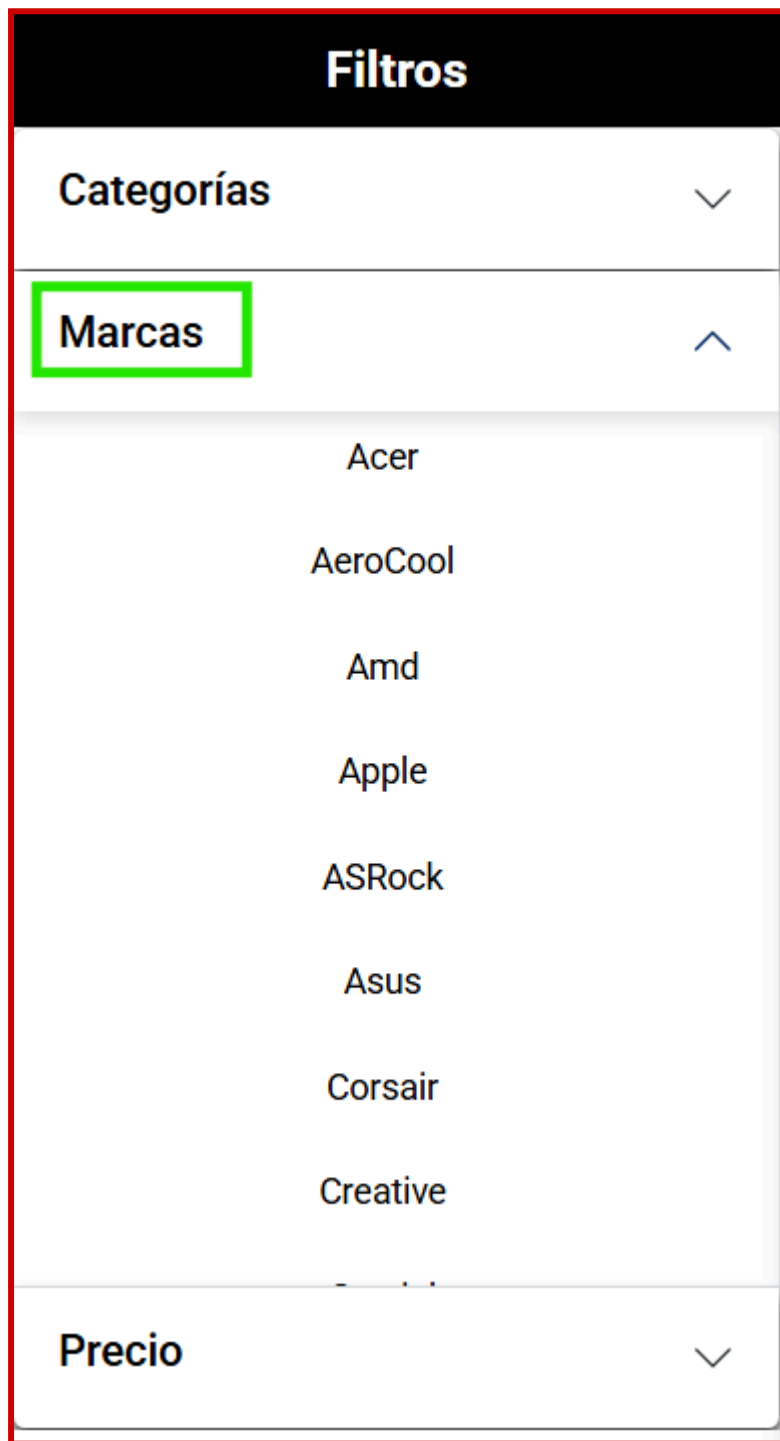 Filtros
Categorías
Marcas
Acer
AeroCool
Amd
Apple
ASRock
Asus
Corsair
Creative
Precio